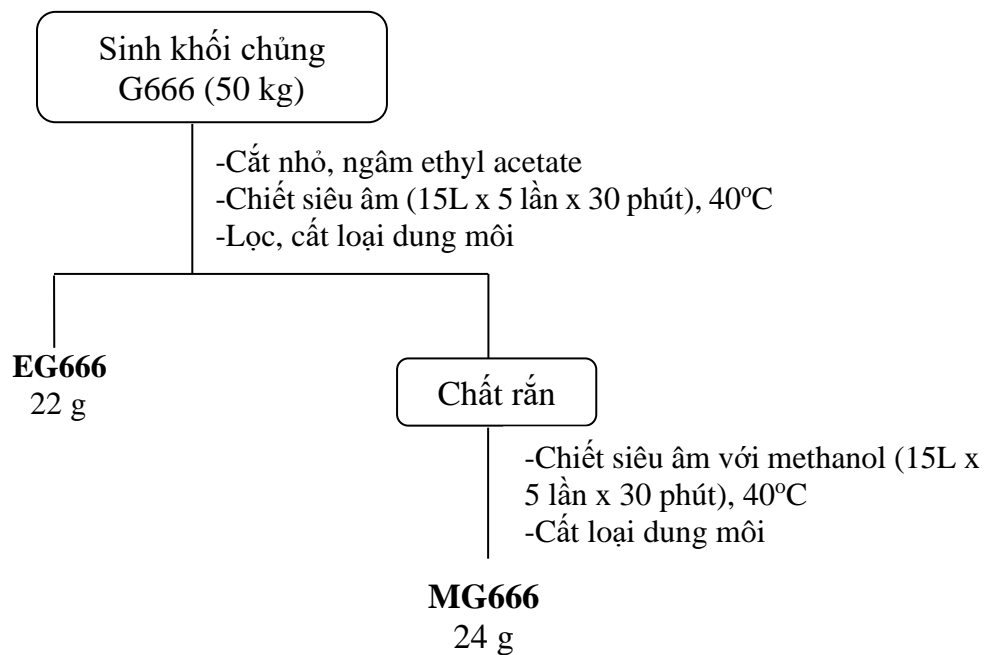 Sinh khối chủng
G666 (50 kg)
-Cắt nhỏ, ngâm ethyl acetate
-Chiết siêu âm (15L x 5 lần x 30 phút), 40ºC
-Lọc, cất loại dung môi
EG666
22 g
Chất rắn
-Chiết siêu âm với methanol (15L x
5 lần x 30 phút), 40ºC
-Cất loại dung môi
MG666
24 g